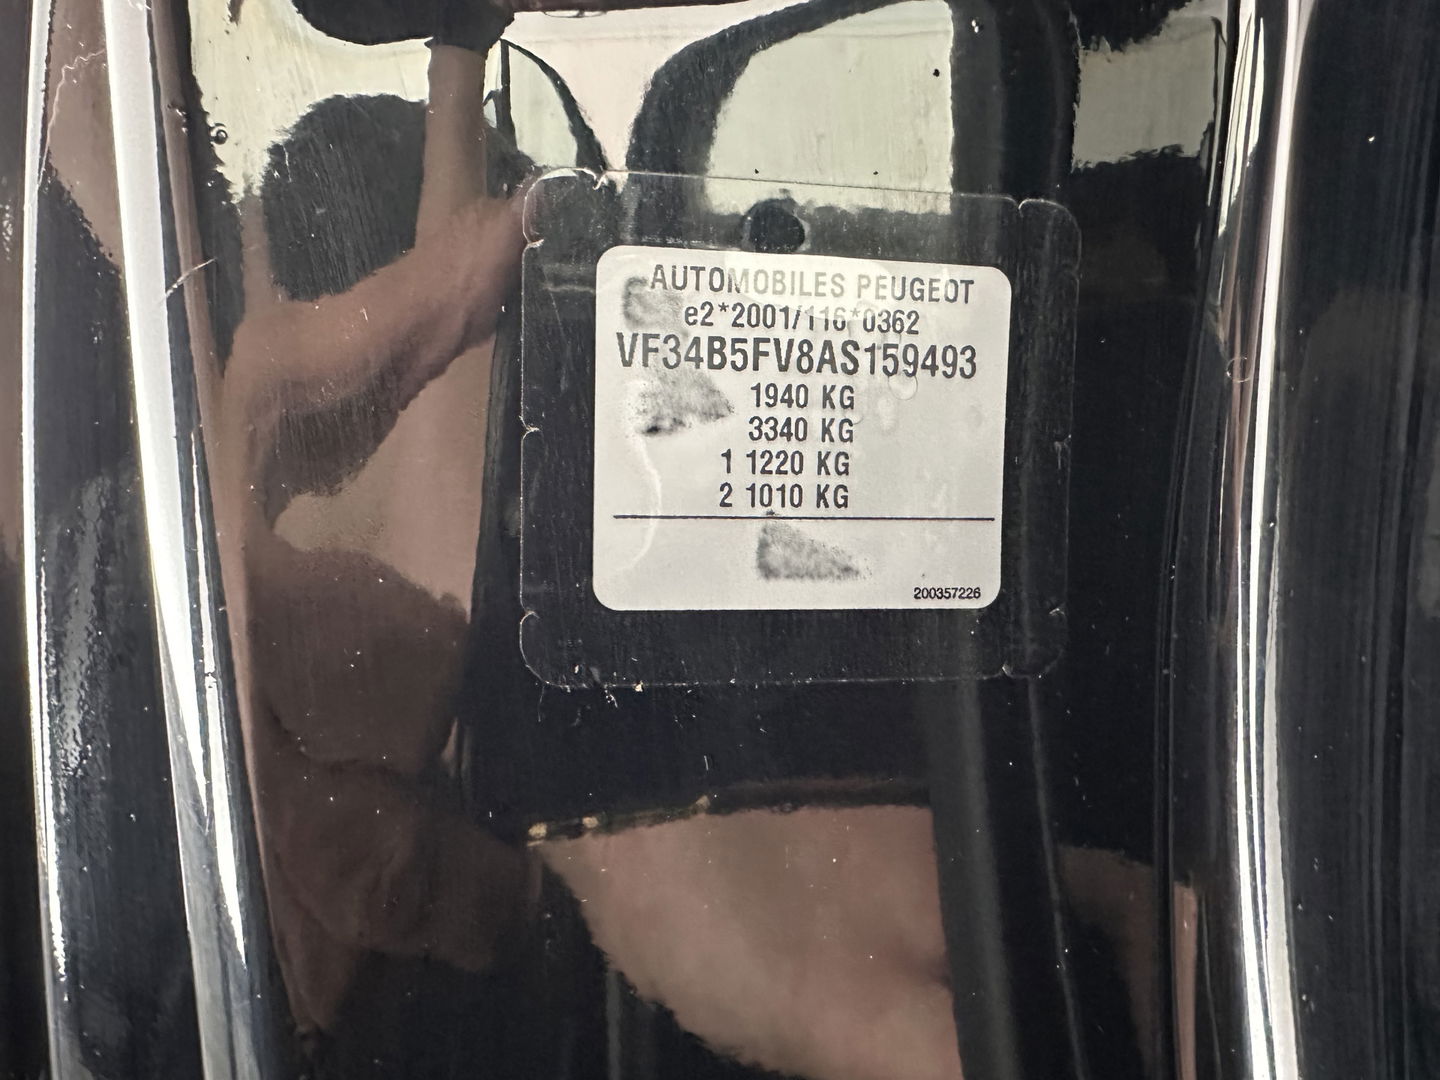 AUTOMOBILES PEUGEOT
e2*2001/116*0362
VF34B5FV8AS159493
1940 KG
3340 KG
1 1220 KG
2 1010 KG
200357226